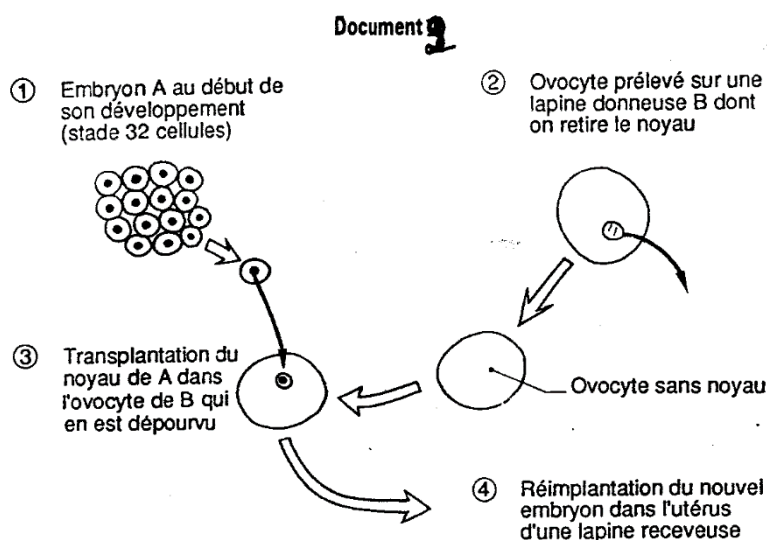 Document
① Embryon A au début de
son développement
(stade 32 cellules)
② Ovocyte prélevé sur une
lapine donneuse B dont
on retire le noyau
③ Transplantation du
noyau de A dans
l'ovocyte de B qui
en est dépourvu
Ovocyte sans noyau
④ Réimplantation du nouvel
embryon dans l'utérus
d'une lapine receveuse